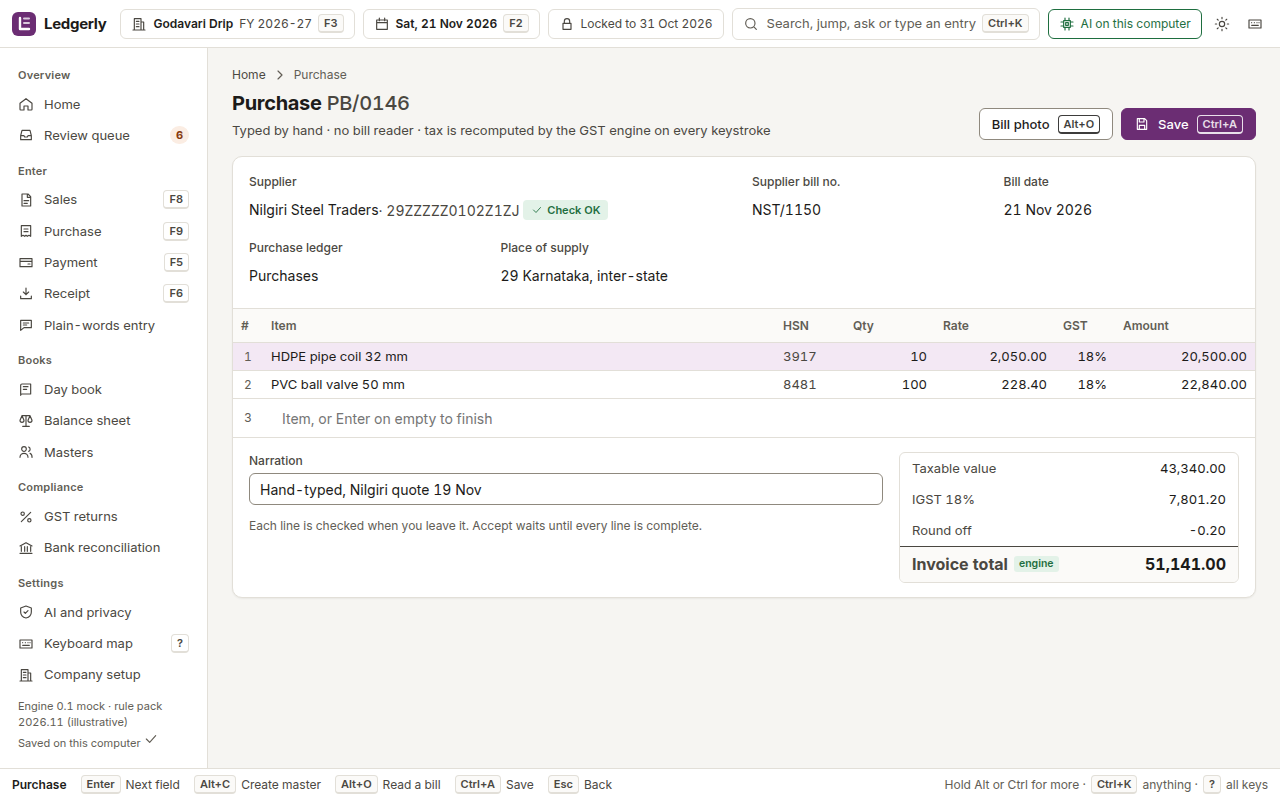 Ledgerly
Godavari Drip FY 2026-27 F3
Sat, 21 Nov 2026 F2
Locked to 31 Oct 2026
Search, jump, ask or type an entry Ctrl+K
AI on this computer
Overview
Home
Review queue 6
Enter
Sales F8
Purchase F9
Payment F5
Receipt F6
Plain-words entry
Books
Day book
Balance sheet
Masters
Compliance
GST returns
Bank reconciliation
Settings
AI and privacy
Keyboard map ?
Company setup
Engine 0.1 mock · rule pack
2026.11 (illustrative)
Saved on this computer
Home > Purchase
Purchase PB/0146
Typed by hand · no bill reader · tax is recomputed by the GST engine on every keystroke
Bill photo Alt+O
Save Ctrl+A
Supplier Supplier bill no. Bill date
Nilgiri Steel Traders · 29ZZZZZ0102Z1ZJ Check OK NST/1150 21 Nov 2026
Purchase ledger Place of supply
Purchases 29 Karnataka, inter-state
# Item HSN Qty Rate GST Amount
1 HDPE pipe coil 32 mm 3917 10 2,050.00 18% 20,500.00
2 PVC ball valve 50 mm 8481 100 228.40 18% 22,840.00
3 Item, or Enter on empty to finish
Narration
Hand-typed, Nilgiri quote 19 Nov
Each line is checked when you leave it. Accept waits until every line is complete.
Taxable value 43,340.00
IGST 18% 7,801.20
Round off -0.20
Invoice total engine 51,141.00
Purchase Enter Next field Alt+C Create master Alt+O Read a bill Ctrl+A Save Esc Back
Hold Alt or Ctrl for more · Ctrl+K anything · ? all keys